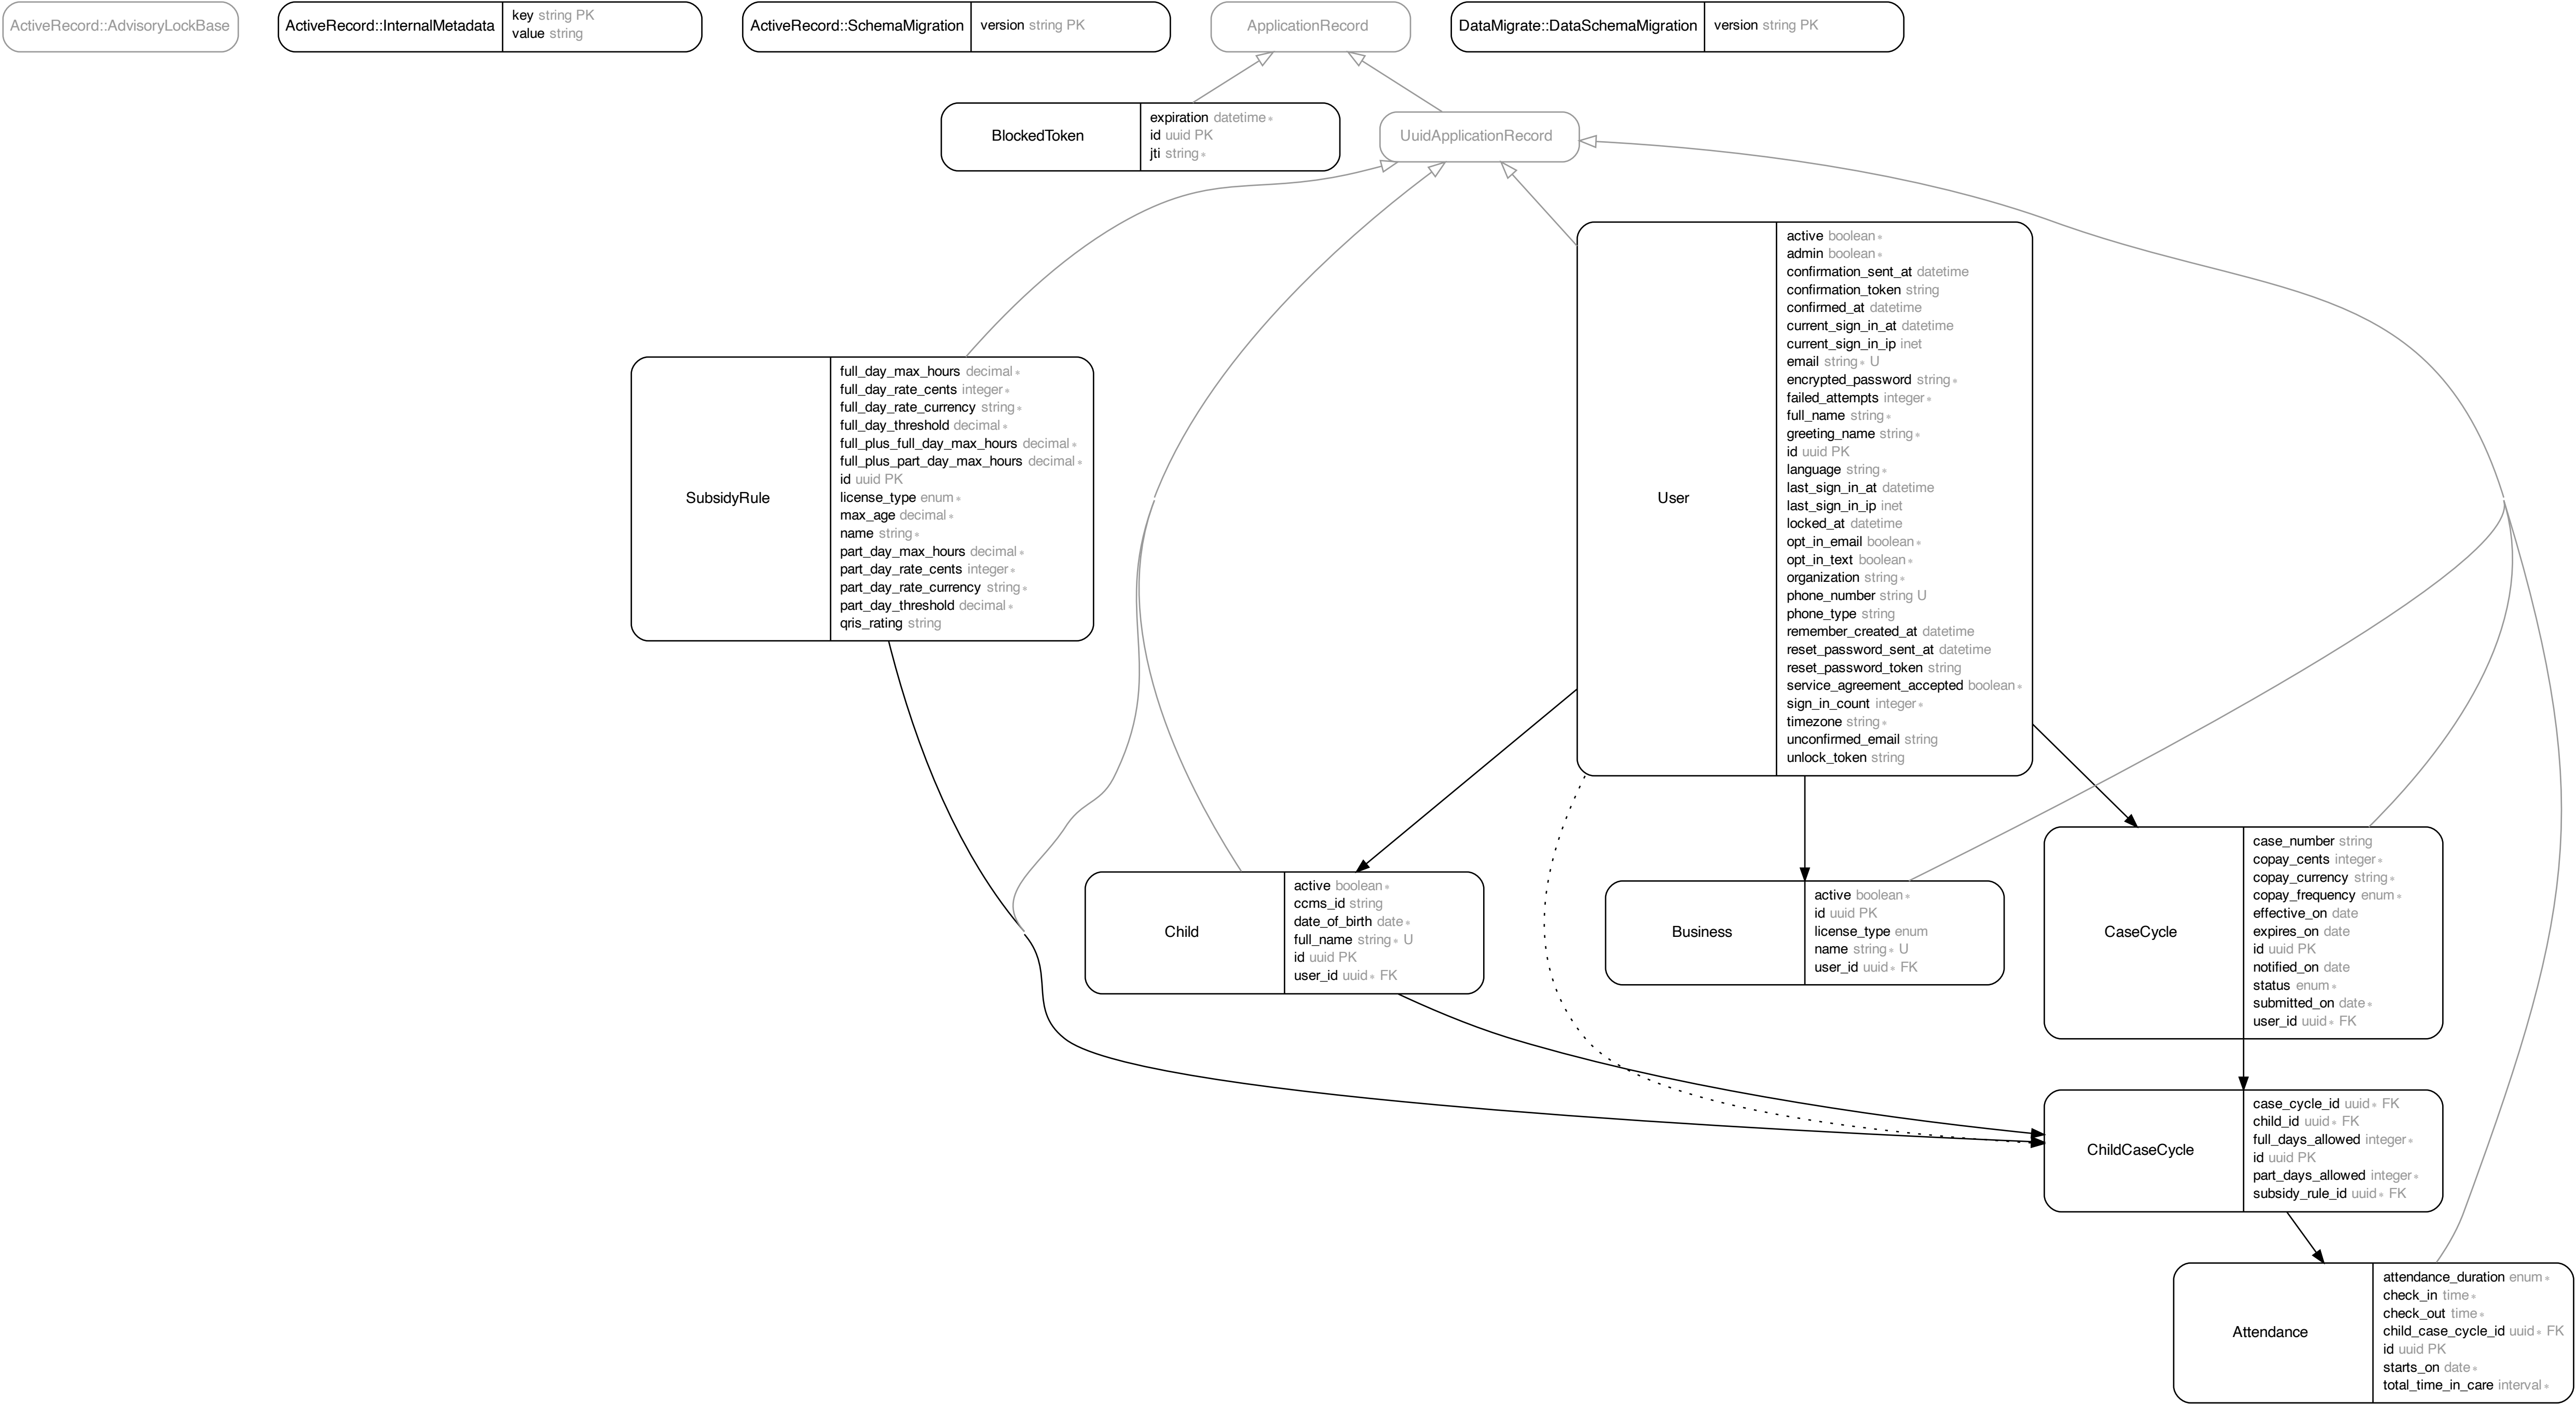 ActiveRecord::AdvisoryLockBase
ActiveRecord::InternalMetadata
key string PK
value string
ActiveRecord::SchemaMigration
version string PK
ApplicationRecord
DataMigrate::DataSchemaMigration
version string PK
BlockedToken
expiration datetime *
id uuid PK
jti string *
UuidApplicationRecord
SubsidyRule
full_day_max_hours decimal *
full_day_rate_cents integer *
full_day_rate_currency string *
full_day_threshold decimal *
full_plus_full_day_max_hours decimal *
full_plus_part_day_max_hours decimal *
id uuid PK
license_type enum *
max_age decimal *
name string *
part_day_max_hours decimal *
part_day_rate_cents integer *
part_day_rate_currency string *
part_day_threshold decimal *
qris_rating string
User
active boolean *
admin boolean *
confirmation_sent_at datetime
confirmation_token string
confirmed_at datetime
current_sign_in_at datetime
current_sign_in_ip inet
email string * U
encrypted_password string *
failed_attempts integer *
full_name string *
greeting_name string *
id uuid PK
language string *
last_sign_in_at datetime
last_sign_in_ip inet
locked_at datetime
opt_in_email boolean *
opt_in_text boolean *
organization string *
phone_number string U
phone_type string
remember_created_at datetime
reset_password_sent_at datetime
reset_password_token string
service_agreement_accepted boolean *
sign_in_count integer *
timezone string *
unconfirmed_email string
unlock_token string
Child
active boolean *
ccms_id string
date_of_birth date *
full_name string * U
id uuid PK
user_id uuid * FK
Business
active boolean *
id uuid PK
license_type enum
name string * U
user_id uuid * FK
CaseCycle
case_number string
copay_cents integer *
copay_currency string *
copay_frequency enum *
effective_on date
expires_on date
id uuid PK
notified_on date
status enum *
submitted_on date *
user_id uuid * FK
ChildCaseCycle
case_cycle_id uuid * FK
child_id uuid * FK
full_days_allowed integer *
id uuid PK
part_days_allowed integer *
subsidy_rule_id uuid * FK
Attendance
attendance_duration enum *
check_in time *
check_out time *
child_case_cycle_id uuid * FK
id uuid PK
starts_on date *
total_time_in_care interval *